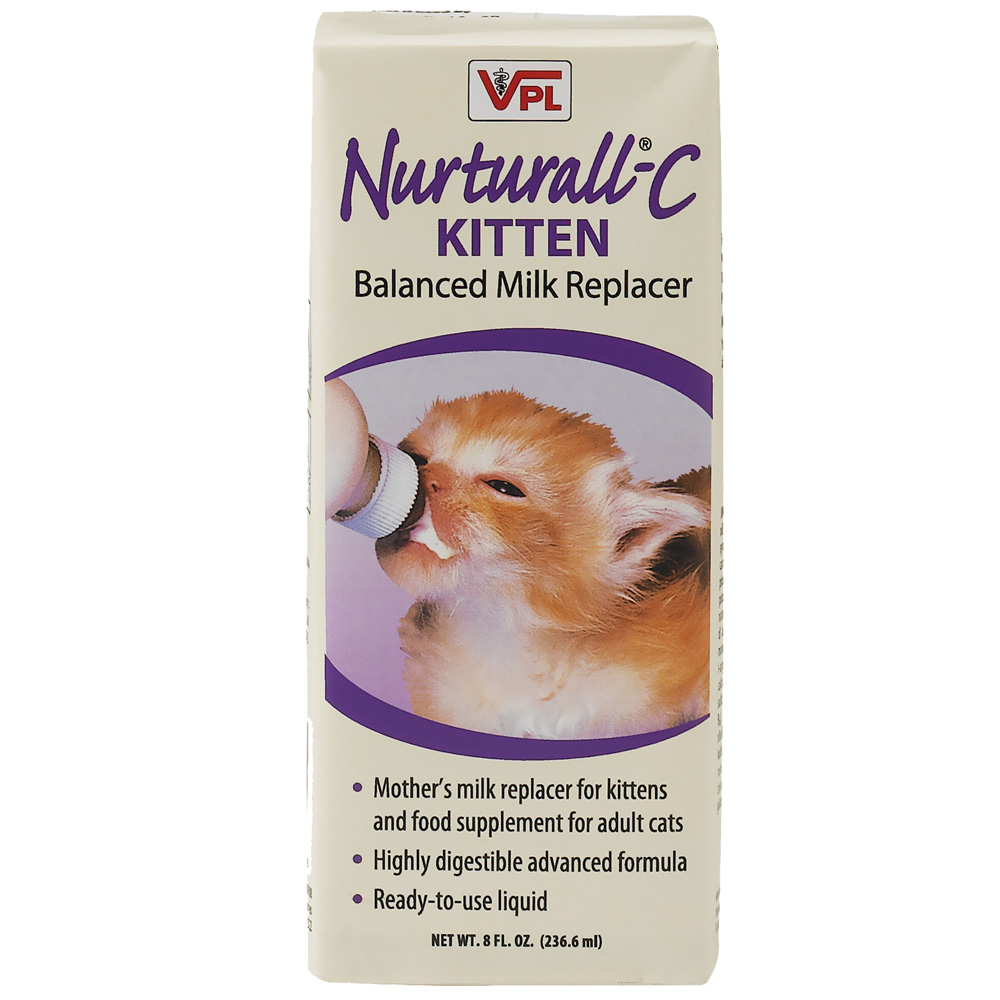 VPL
Nurturall-C®
KITTEN
Balanced Milk Replacer
• Mother's milk replacer for kittens
and food supplement for adult cats
• Highly digestible advanced formula
• Ready-to-use liquid
NET WT. 8 FL. OZ. (236.6 ml)